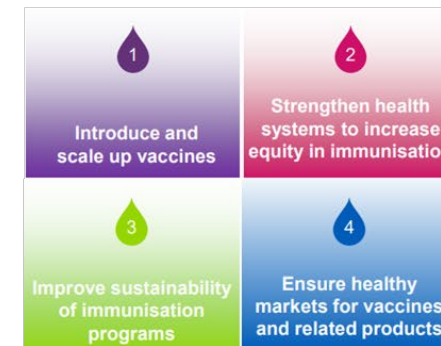 1
Introduce and
scale up vaccines
2
Strengthen health
systems to increase
equity in immunisation
3
Improve sustainability
of immunisation
programs
4
Ensure healthy
markets for vaccines
and related products